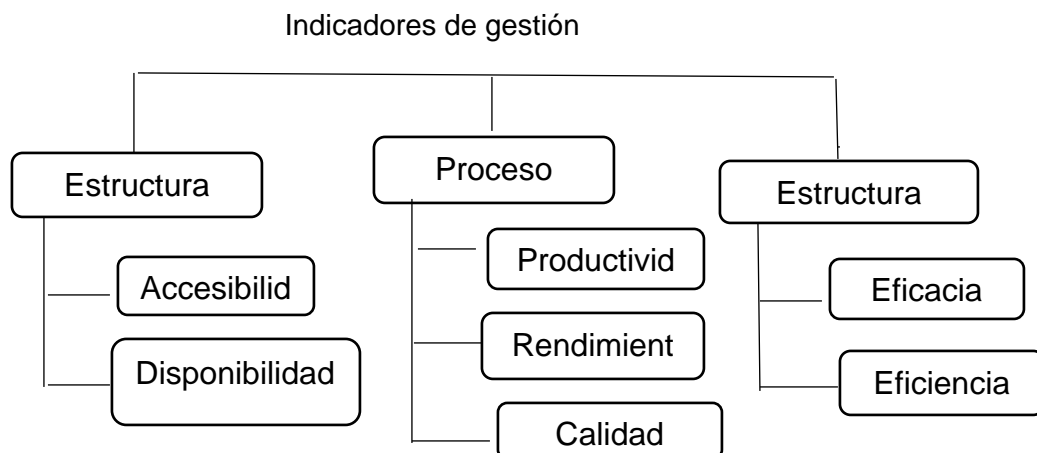 Indicadores de gestión
Estructura
Accesibilid
Disponibilidad
Proceso
Productivid
Rendimient
Calidad
Estructura
Eficacia
Eficiencia